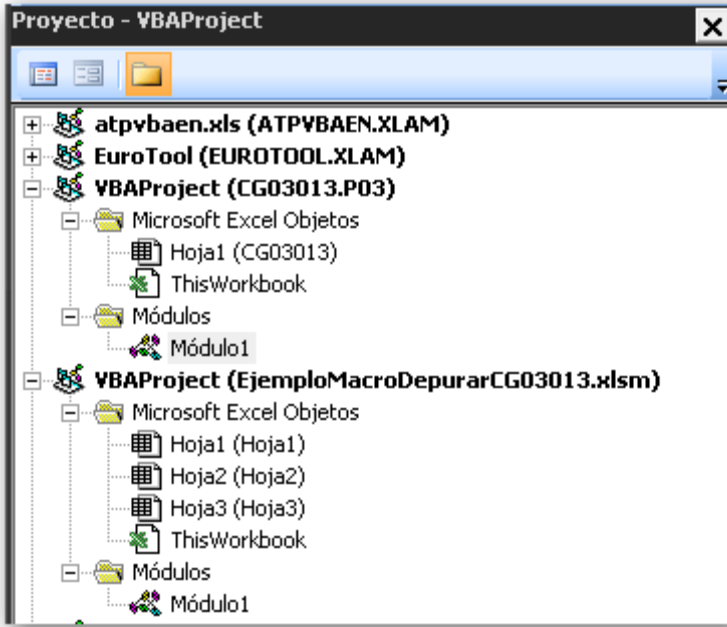 Proyecto - VBAProject
atpvbaen.xls (ATPVBAEN.XLAM)
EuroTool (EUROTOOL.XLAM)
VBAProject (CG03013.P03)
Microsoft Excel Objetos
Hoja1 (CG03013)
ThisWorkbook
Módulos
Módulo1
VBAProject (EjemploMacroDepurarCG03013.xlsm)
Microsoft Excel Objetos
Hoja1 (Hoja1)
Hoja2 (Hoja2)
Hoja3 (Hoja3)
ThisWorkbook
Módulos
Módulo1